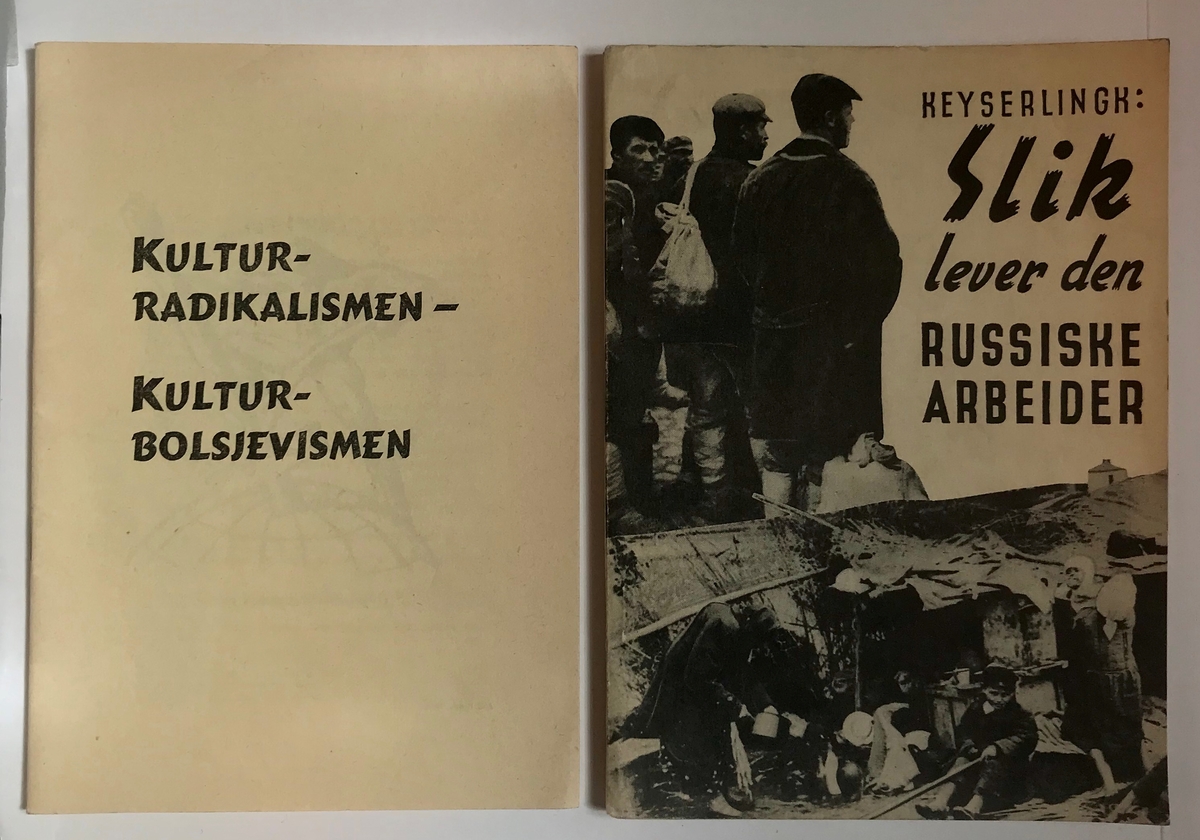 KULTUR-
RADIKALISMEN –
KULTUR-
BOLSJEVISMEN
KEYSERLINGK:
Slik
lever den
RUSSISKE
ARBEIDER